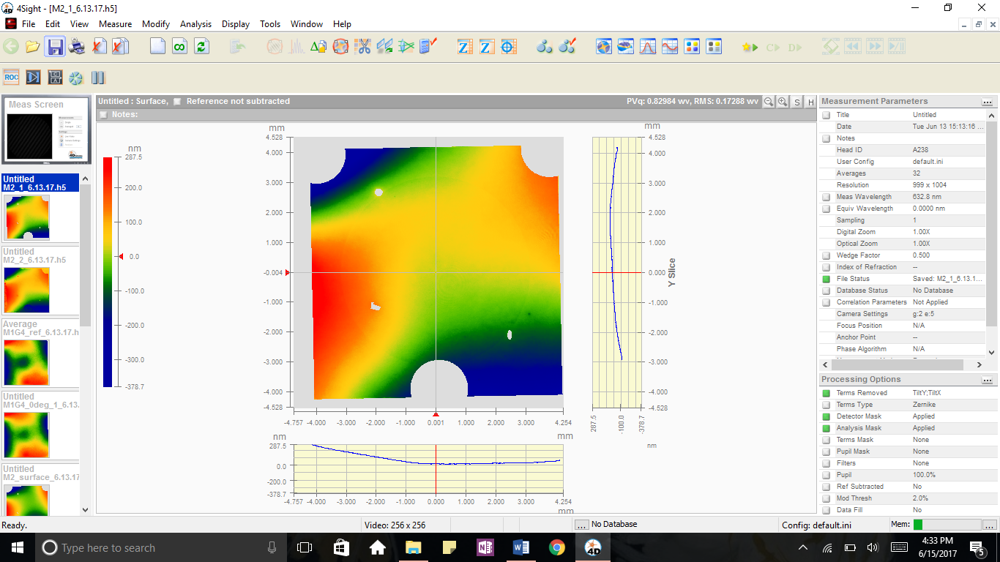 4Sight - [M2_1_6.13.17.h5]
File Edit View Measure Modify Analysis Display Tools Window Help
ROC
Meas Screen
Untitled
M2_1_6.13.17.h5
Untitled
M2_2_6.13.17.h5
Average
M1G4_ref_6.13.17.h
Untitled
M1G4_0deg_1_6.13.
Untitled
M2_surface_6.13.17
Untitled : Surface, Reference not subtracted PVq: 0.82984 wv, RMS: 0.17288 wv S H
Notes:
nm
287.5
200.0
100.0
0.0
-100.0
-200.0
-300.0
-378.7
mm
4.528
4.000
3.000
2.000
1.000
-0.004
-1.000
-2.000
-3.000
-4.000
-4.528
-4.757 -4.000 -3.000 -2.000 -1.000 0.001 1.000 2.000 3.000 4.254
mm
mm
4.528
4.000
3.000
2.000
1.000
0.000
-1.000
-2.000
-3.000
-4.000
-4.528
Y Slice
287.5 -100.0 -378.7
nm
nm
287.5
0.0
-200.0
-378.7
-4.757 -4.000 -3.000 -2.000 -1.000 0.000 1.000 2.000 3.000 4.254
mm
Measurement Parameters ...
Title Untitled
Date Tue Jun 13 15:13:16 ...
Notes
Head ID A238
User Config default.ini
Averages 32
Resolution 999 x 1004
Meas Wavelength 632.8 nm
Equiv Wavelength 0.0000 nm
Sampling 1
Digital Zoom 1.00X
Optical Zoom 1.00X
Wedge Factor 0.500
Index of Refraction --
File Status Saved: M2_1_6.13.1...
Database Status No Database
Correlation Parameters Not Applied
Camera Settings g:2 e:5
Focus Position N/A
Anchor Point --
Phase Algorithm N/A
Processing Options ...
Terms Removed TiltY;TiltX
Terms Type Zernike
Detector Mask Applied
Analysis Mask Applied
Terms Mask None
Pupil Mask None
Filters None
Pupil 100.0%
Ref Subtracted No
Mod Thresh 2.0%
Data Fill No
Ready. Video: 256 x 256 ... No Database Config: default.ini Mem: ...
Type here to search
4:33 PM
6/15/2017
5